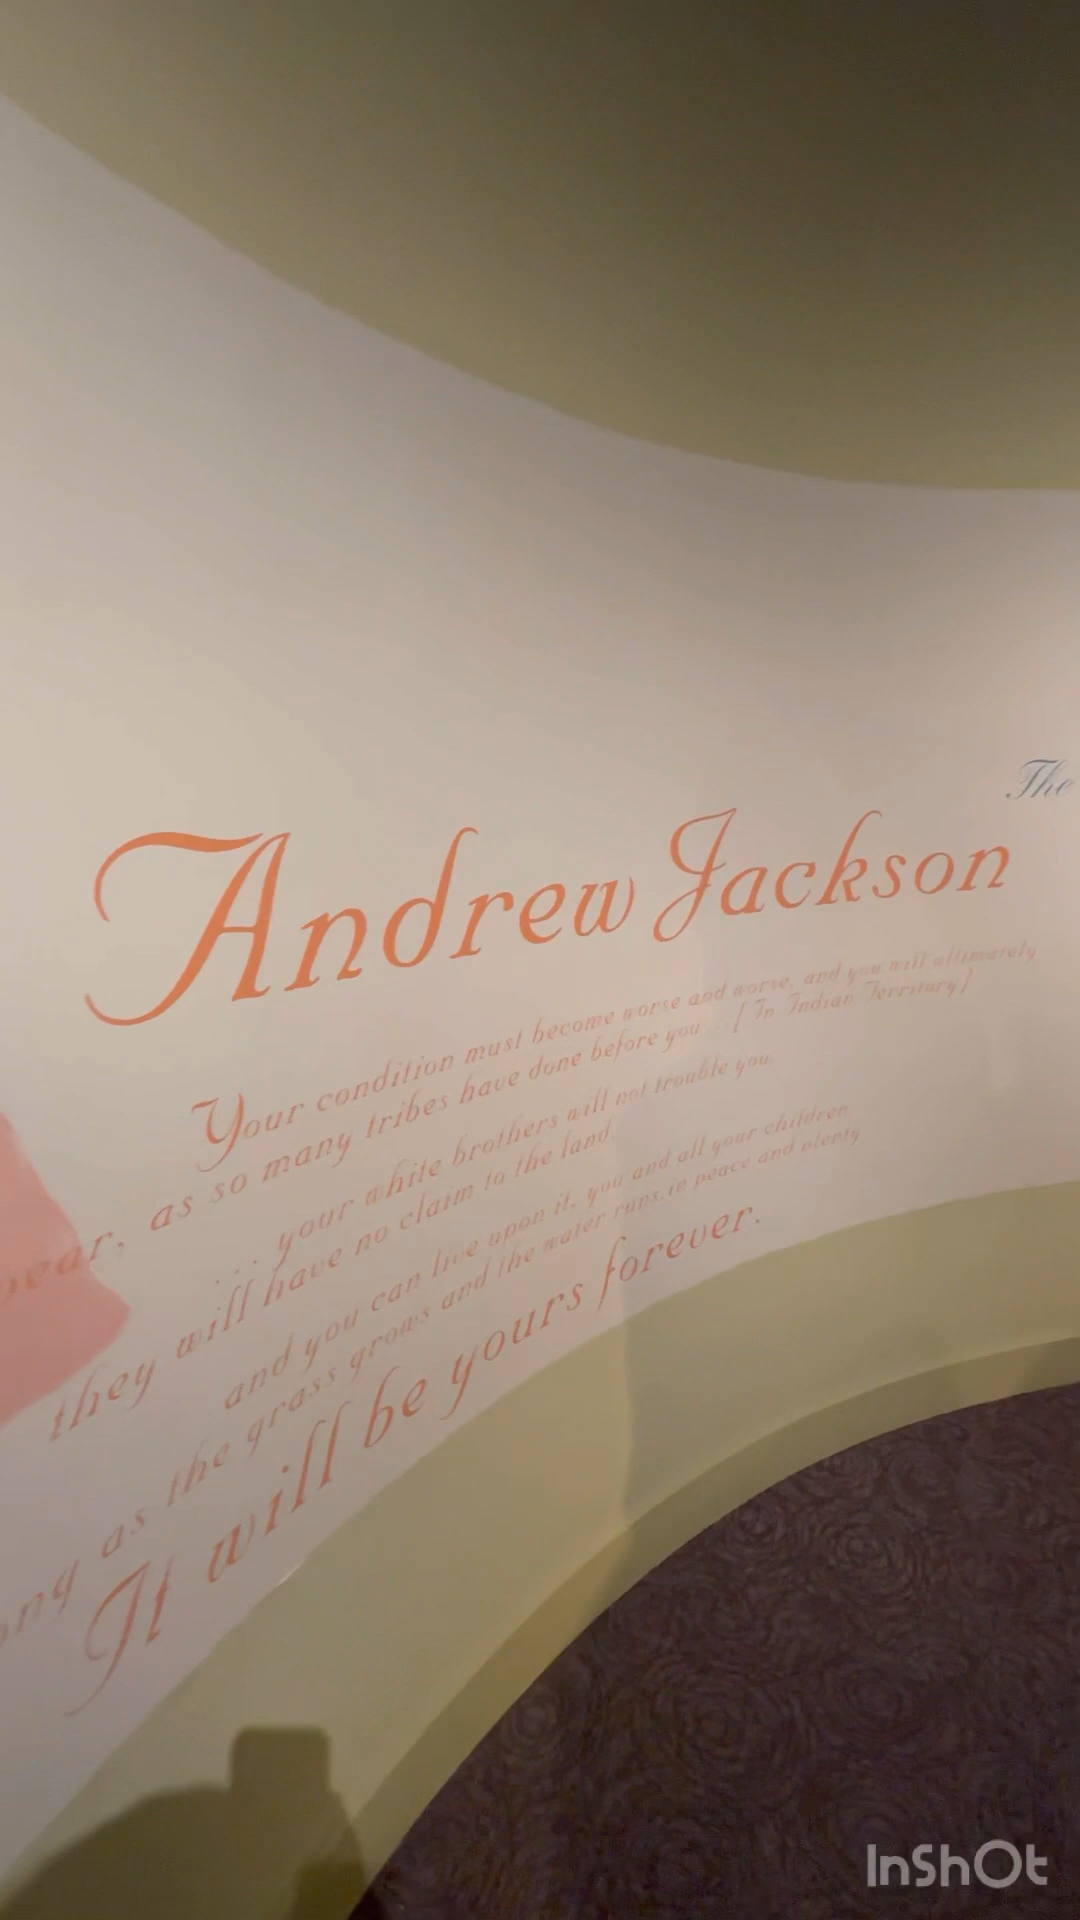 The
Andrew Jackson
Your condition must become worse and worse, and you will ultimately
pear, as so many tribes have done before you... [In Indian Territory]
... your white brothers will not trouble you.
they will have no claim to the land.
and you can live upon it, you and all your children
ong as the grass grows and the water runs, in peace and plenty
It will be yours forever.
InShOt